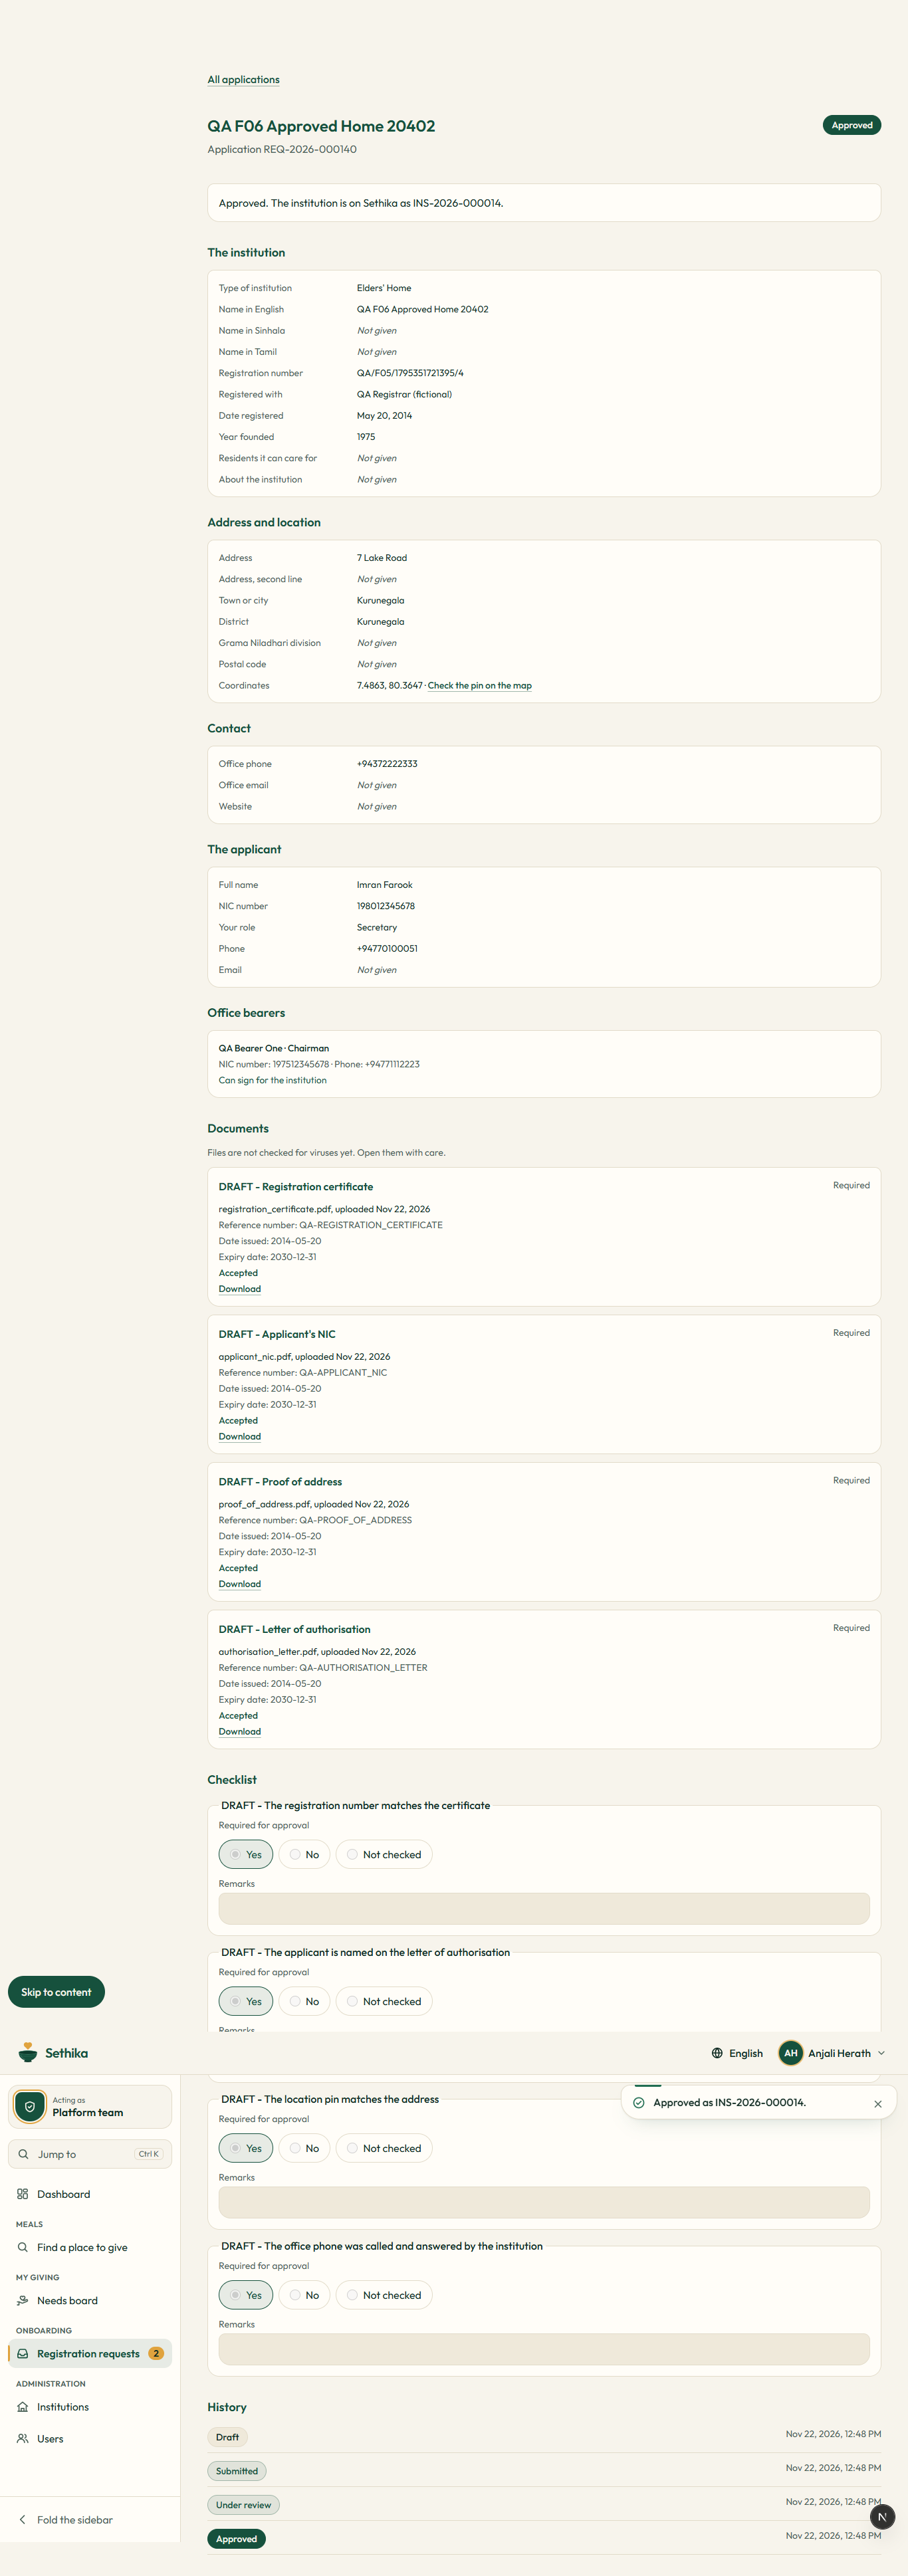 All applications
QA F06 Approved Home 20402
Approved
Application REQ-2026-000140
Approved. The institution is on Sethika as INS-2026-000014.
The institution
Type of institution Elders' Home
Name in English QA F06 Approved Home 20402
Name in Sinhala Not given
Name in Tamil Not given
Registration number QA/F05/1795351721395/4
Registered with QA Registrar (fictional)
Date registered May 20, 2014
Year founded 1975
Residents it can care for Not given
About the institution Not given
Address and location
Address 7 Lake Road
Address, second line Not given
Town or city Kurunegala
District Kurunegala
Grama Niladhari division Not given
Postal code Not given
Coordinates 7.4863, 80.3647 · Check the pin on the map
Contact
Office phone +94372222333
Office email Not given
Website Not given
The applicant
Full name Imran Farook
NIC number 198012345678
Your role Secretary
Phone +94770100051
Email Not given
Office bearers
QA Bearer One · Chairman
NIC number: 197512345678 · Phone: +94771112223
Can sign for the institution
Documents
Files are not checked for viruses yet. Open them with care.
DRAFT - Registration certificate Required
registration_certificate.pdf, uploaded Nov 22, 2026
Reference number: QA-REGISTRATION_CERTIFICATE
Date issued: 2014-05-20
Expiry date: 2030-12-31
Accepted
Download
DRAFT - Applicant's NIC Required
applicant_nic.pdf, uploaded Nov 22, 2026
Reference number: QA-APPLICANT_NIC
Date issued: 2014-05-20
Expiry date: 2030-12-31
Accepted
Download
DRAFT - Proof of address Required
proof_of_address.pdf, uploaded Nov 22, 2026
Reference number: QA-PROOF_OF_ADDRESS
Date issued: 2014-05-20
Expiry date: 2030-12-31
Accepted
Download
DRAFT - Letter of authorisation Required
authorisation_letter.pdf, uploaded Nov 22, 2026
Reference number: QA-AUTHORISATION_LETTER
Date issued: 2014-05-20
Expiry date: 2030-12-31
Accepted
Download
Checklist
DRAFT - The registration number matches the certificate
Required for approval
Yes No Not checked
Remarks
DRAFT - The applicant is named on the letter of authorisation
Required for approval
Yes No Not checked
Remarks
Skip to content
Sethika
English AH Anjali Herath
Acting as
Platform team
Jump to Ctrl K
Dashboard
MEALS
Find a place to give
MY GIVING
Needs board
ONBOARDING
Registration requests 2
ADMINISTRATION
Institutions
Users
Fold the sidebar
Approved as INS-2026-000014.
DRAFT - The location pin matches the address
Required for approval
Yes No Not checked
Remarks
DRAFT - The office phone was called and answered by the institution
Required for approval
Yes No Not checked
Remarks
History
Draft Nov 22, 2026, 12:48 PM
Submitted Nov 22, 2026, 12:48 PM
Under review Nov 22, 2026, 12:48 PM
N
Approved Nov 22, 2026, 12:48 PM